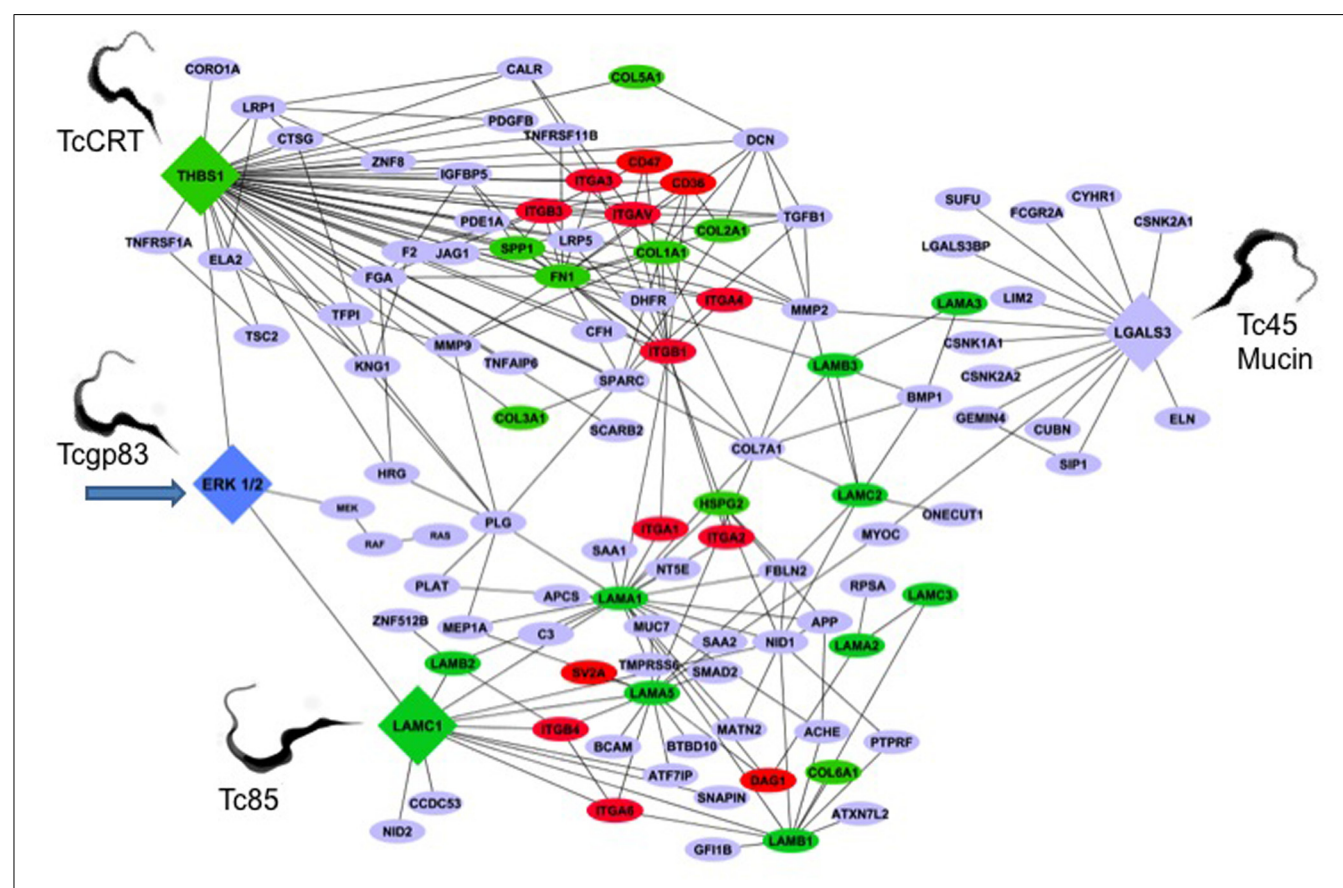 CORO1A
CALR
COL5A1
TcCRT
LRP1
CTSG
PDGFB
TNFRSF11B
DCN
ZNF8
CD47
THBS1
IGFBP5
ITGA3
CD36
SUFU
CYHR1
FCGR2A
CSNK2A1
ITGB3
ITGAV
TGFB1
PDE1A
COL2A1
TNFRSF1A
ELA2
F2
JAG1
SPP1
LRP5
COL1A1
LGALS3BP
FGA
FN1
DHFR
ITGA4
MMP2
LIM2
LAMA3
LGALS3
Tc45
Mucin
TFPI
TSC2
MMP9
CFH
ITGB1
CSNK1A1
KNG1
TNFAIP6
SPARC
LAMB3
CSNK2A2
BMP1
COL3A1
SCARB2
GEMIN4
CUBN
ELN
COL7A1
SIP1
Tcgp83
ERK 1/2
HRG
MEK
RAF
RAS
PLG
HSPG2
LAMC2
ONECUT1
ITGA1
ITGA2
MYOC
SAA1
NT5E
FBLN2
PLAT
APCS
LAMA1
RPSA
LAMC3
ZNF512B
MEP1A
C3
MUC7
SAA2
NID1
APP
LAMA2
LAMB2
SV2A
TMPRSS6
SMAD2
LAMA5
LAMC1
ITGB4
BCAM
BTBD10
MATN2
ACHE
PTPRF
Tc85
ATF7IP
DAG1
COL6A1
SNAPIN
CCDC53
ITGA6
ATXN7L2
NID2
GFI1B
LAMB1